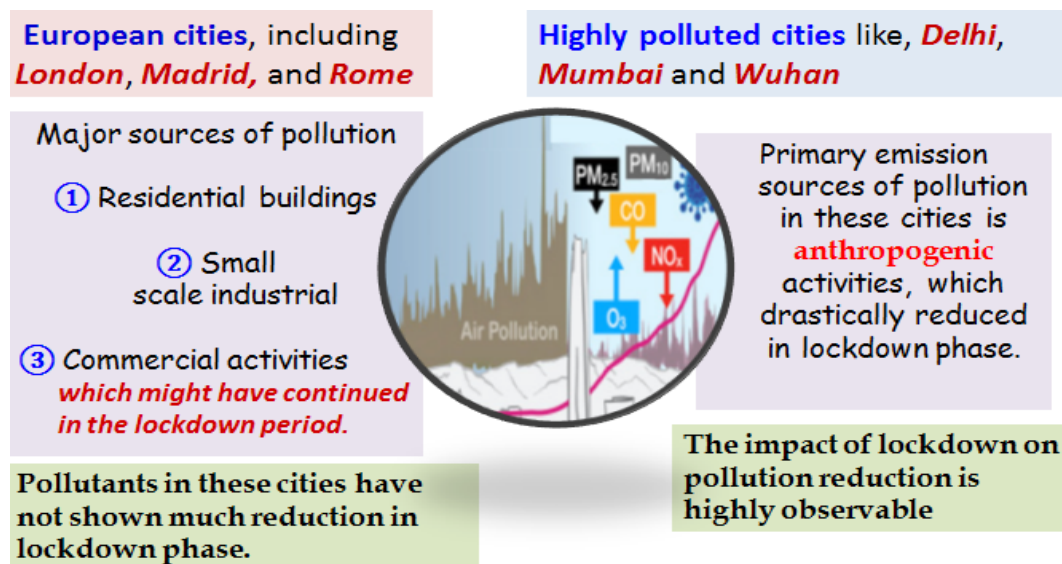 European cities, including
London, Madrid, and Rome
Major sources of pollution
① Residential buildings
② Small
scale industrial
③ Commercial activities
which might have continued
in the lockdown period.
Pollutants in these cities have
not shown much reduction in
lockdown phase.
PM₂.₅
PM₁₀
CO
NOₓ
O₃
Air Pollution
Highly polluted cities like, Delhi,
Mumbai and Wuhan
Primary emission
sources of pollution
in these cities is
anthropogenic
activities, which
drastically reduced
in lockdown phase.
The impact of lockdown on
pollution reduction is
highly observable